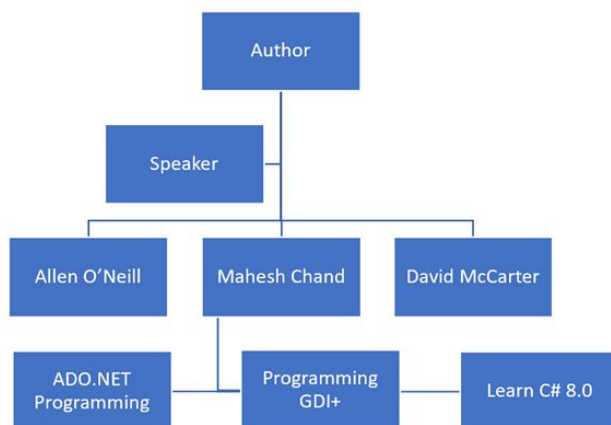 Author
Speaker
Allen O’Neill
Mahesh Chand
David McCarter
ADO.NET
Programming
Programming
GDI+
Learn C# 8.0